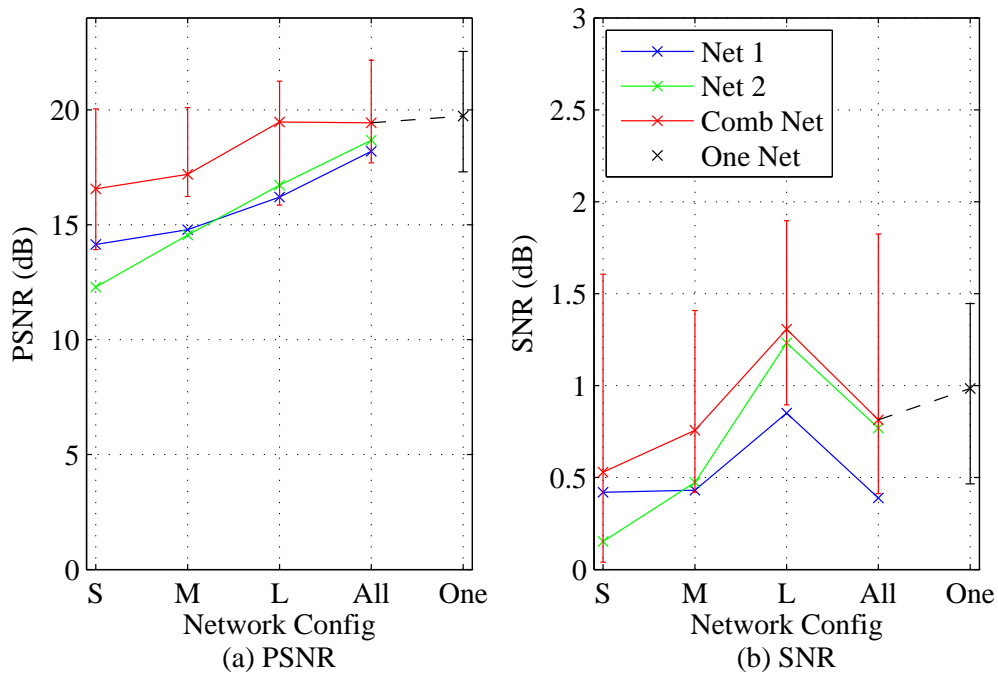 20
15
10
5
0
PSNR (dB)
S M L All One
Network Config
(a) PSNR
3
2.5
2
1.5
1
0.5
0
SNR (dB)
Net 1
Net 2
Comb Net
One Net
S M L All One
Network Config
(b) SNR